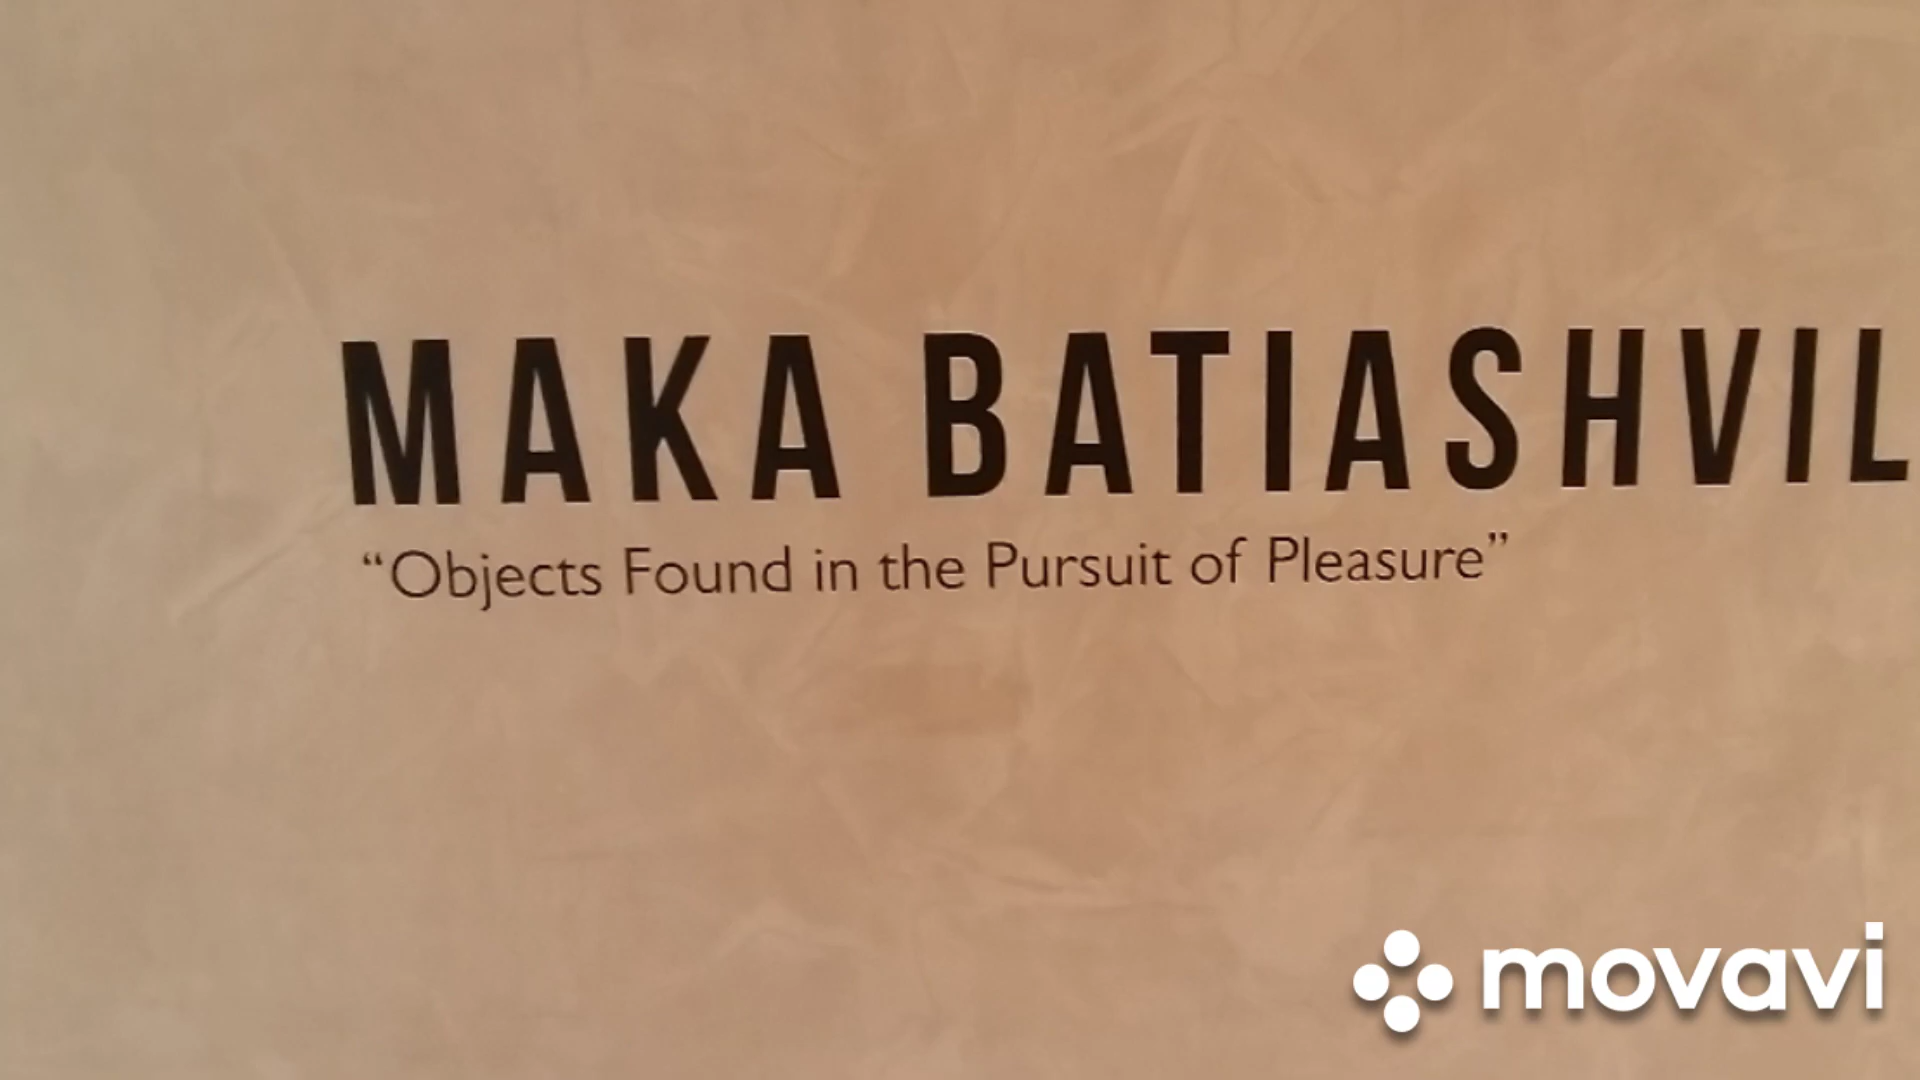 MAKA BATIASHVIL
“Objects Found in the Pursuit of Pleasure”
movavi